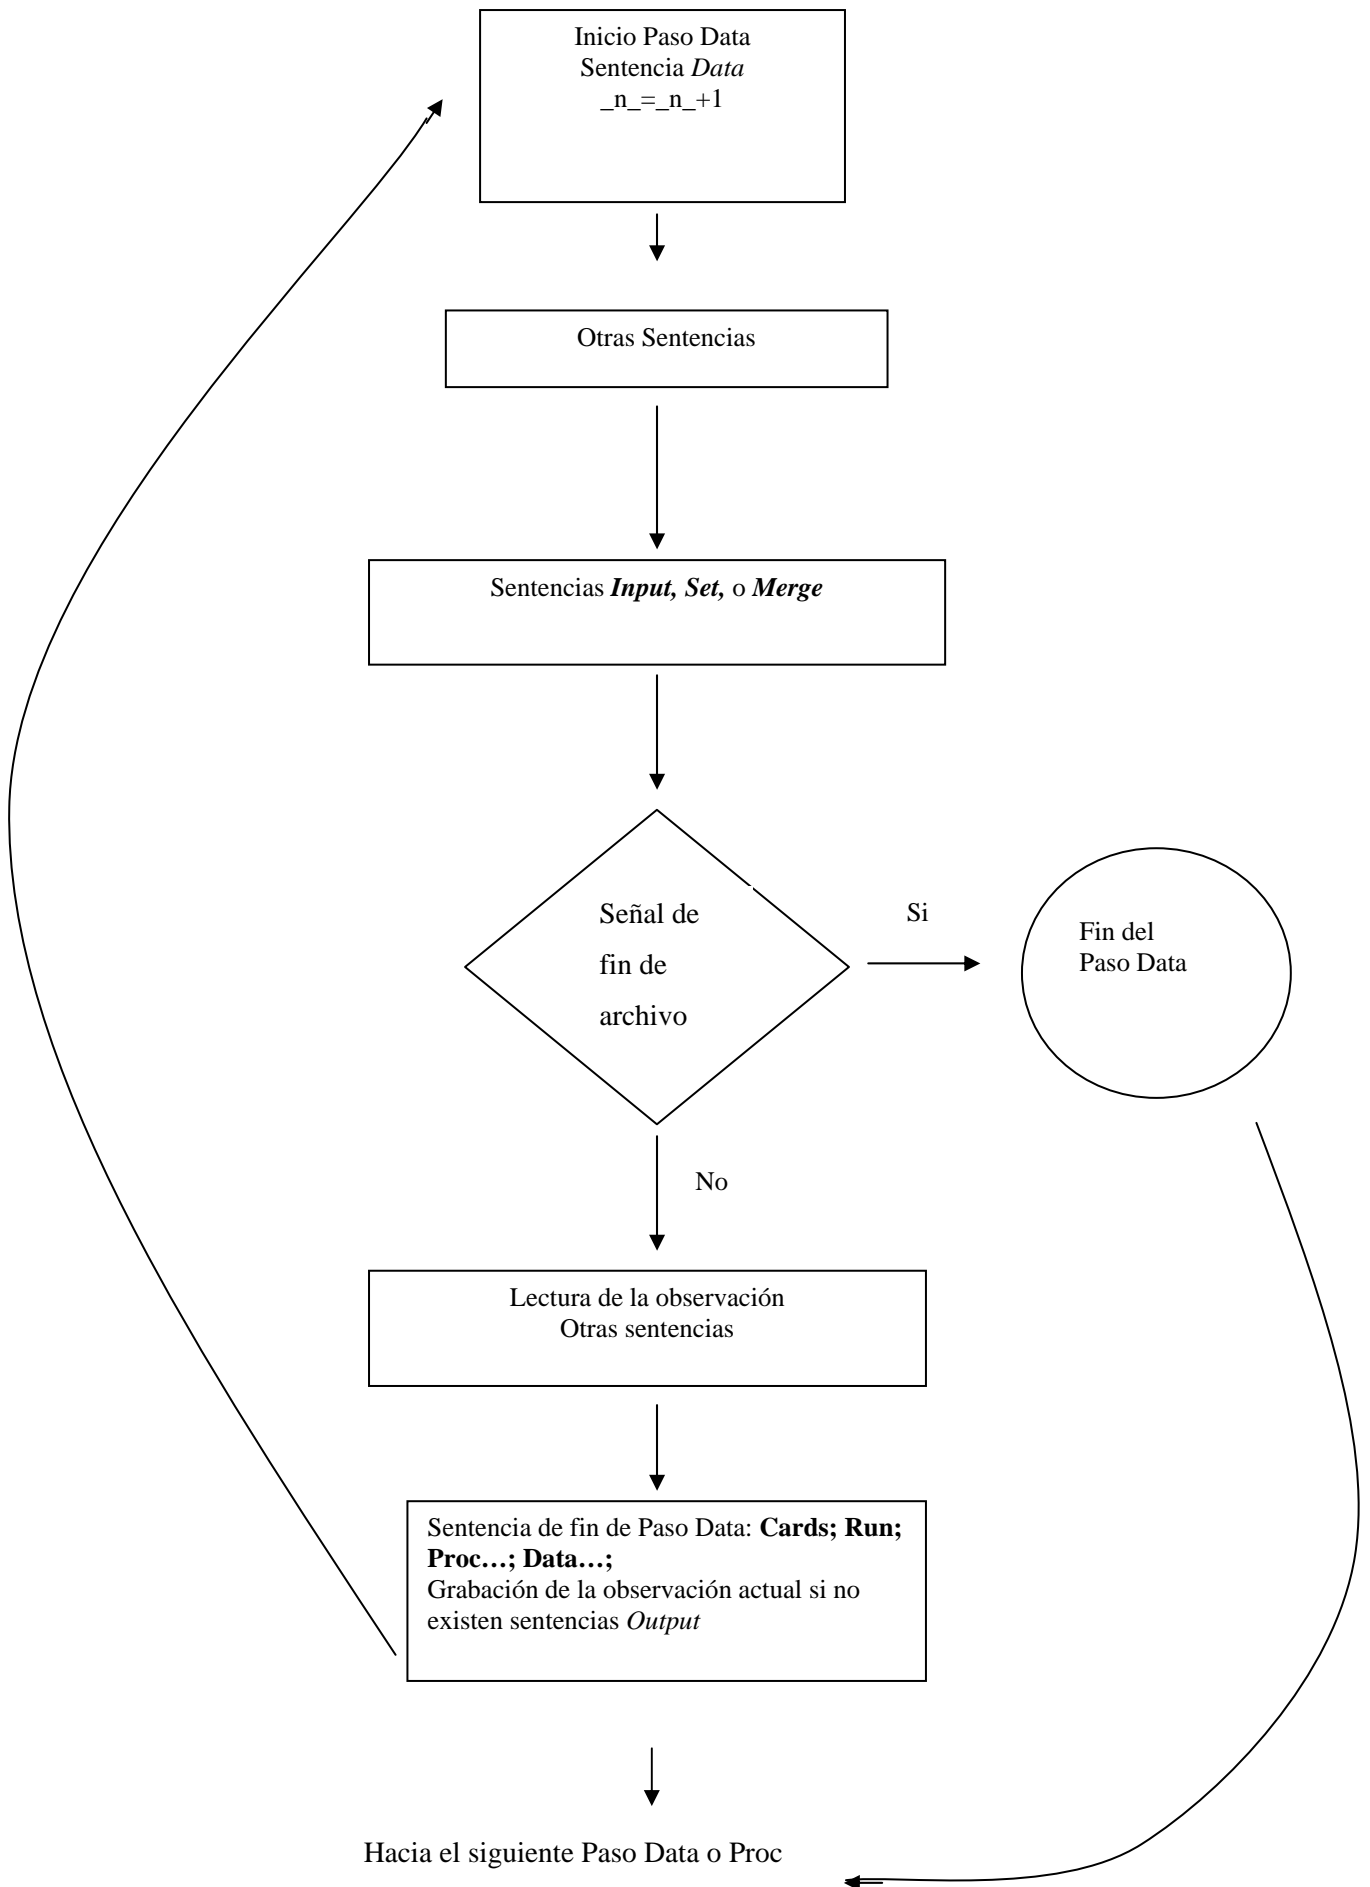 Inicio Paso Data
Sentencia Data
_n_=_n_+1
Otras Sentencias
Sentencias Input, Set, o Merge
Señal de
fin de
archivo
Si
Fin del
Paso Data
No
Lectura de la observación
Otras sentencias
Sentencia de fin de Paso Data: Cards; Run;
Proc…; Data…;
Grabación de la observación actual si no
existen sentencias Output
Hacia el siguiente Paso Data o Proc